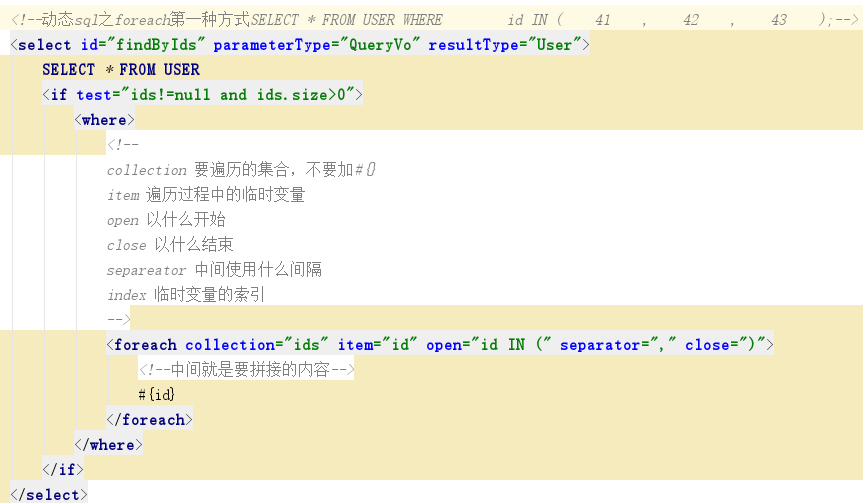 <!--动态sql之foreach第一种方式SELECT * FROM USER WHERE id IN ( 41 , 42 , 43 );-->
<select id="findByIds" parameterType="QueryVo" resultType="User">
SELECT * FROM USER
<if test="ids!=null and ids.size>0">
<where>
<!--
collection 要遍历的集合，不要加#{}
item 遍历过程中的临时变量
open 以什么开始
close 以什么结束
separeator 中间使用什么间隔
index 临时变量的索引
-->
<foreach collection="ids" item="id" open="id IN (" separator="," close=")">
<!--中间就是要拼接的内容-->
#{id}
</foreach>
</where>
</if>
</select>